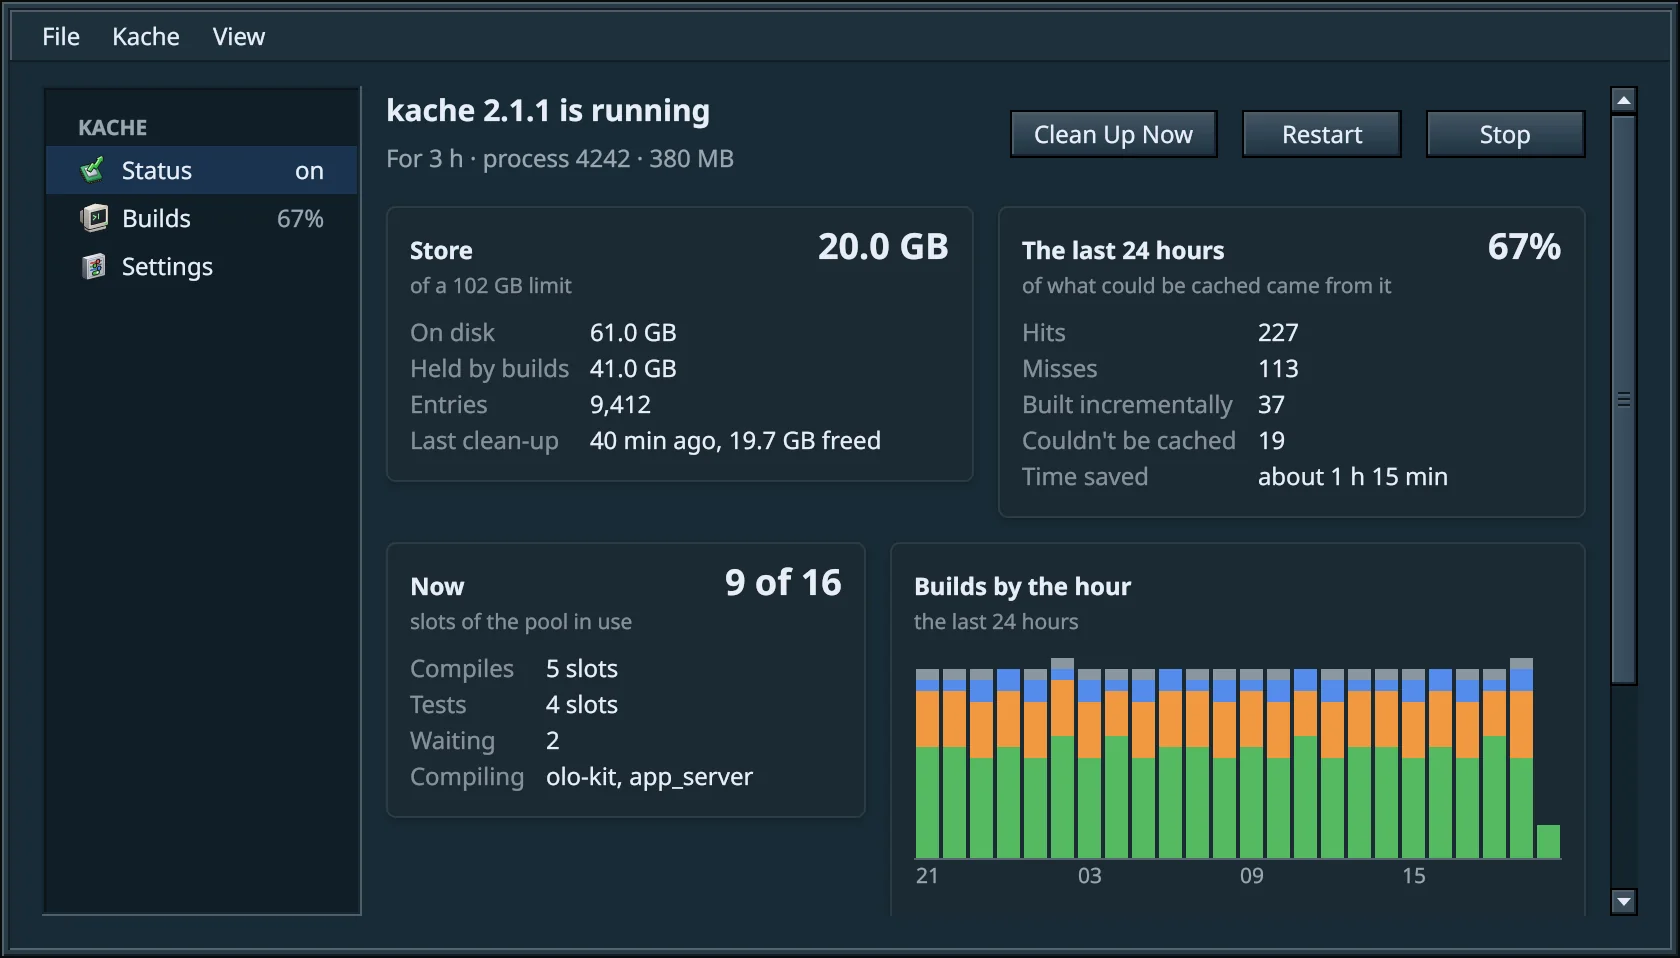 File Kache View
KACHE
Status on
Builds 67%
Settings
kache 2.1.1 is running
For 3 h · process 4242 · 380 MB
Clean Up Now
Restart
Stop
Store 20.0 GB
of a 102 GB limit
On disk 61.0 GB
Held by builds 41.0 GB
Entries 9,412
Last clean-up 40 min ago, 19.7 GB freed
The last 24 hours 67%
of what could be cached came from it
Hits 227
Misses 113
Built incrementally 37
Couldn't be cached 19
Time saved about 1 h 15 min
Now 9 of 16
slots of the pool in use
Compiles 5 slots
Tests 4 slots
Waiting 2
Compiling olo-kit, app_server
Builds by the hour
the last 24 hours
21 03 09 15